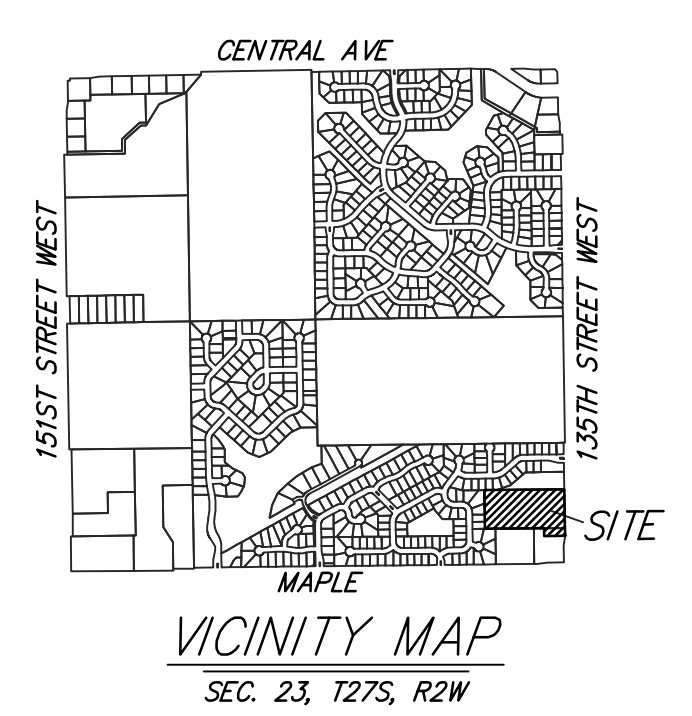 CENTRAL AVE
151ST STREET WEST
135TH STREET WEST
SITE
MAPLE
VICINITY MAP
SEC. 23, T27S, R2W